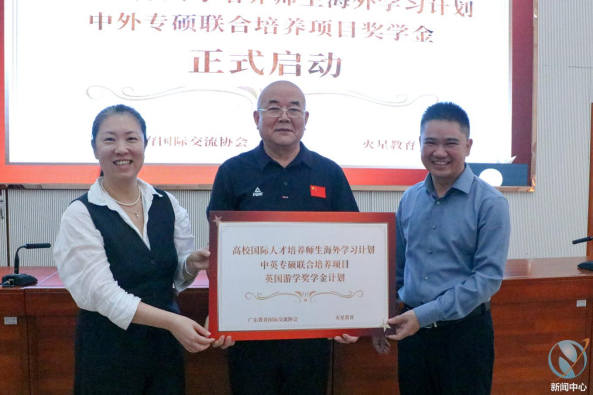 师生海外学习计划
中外专硕联合培养项目奖学金
正式启动
育国际交流协会
火星教育
高校国际人才培养师生海外学习计划
中英专硕联合培养项目
英国游学奖学金计划
广东教育国际交流协会
火星教育
新闻中心